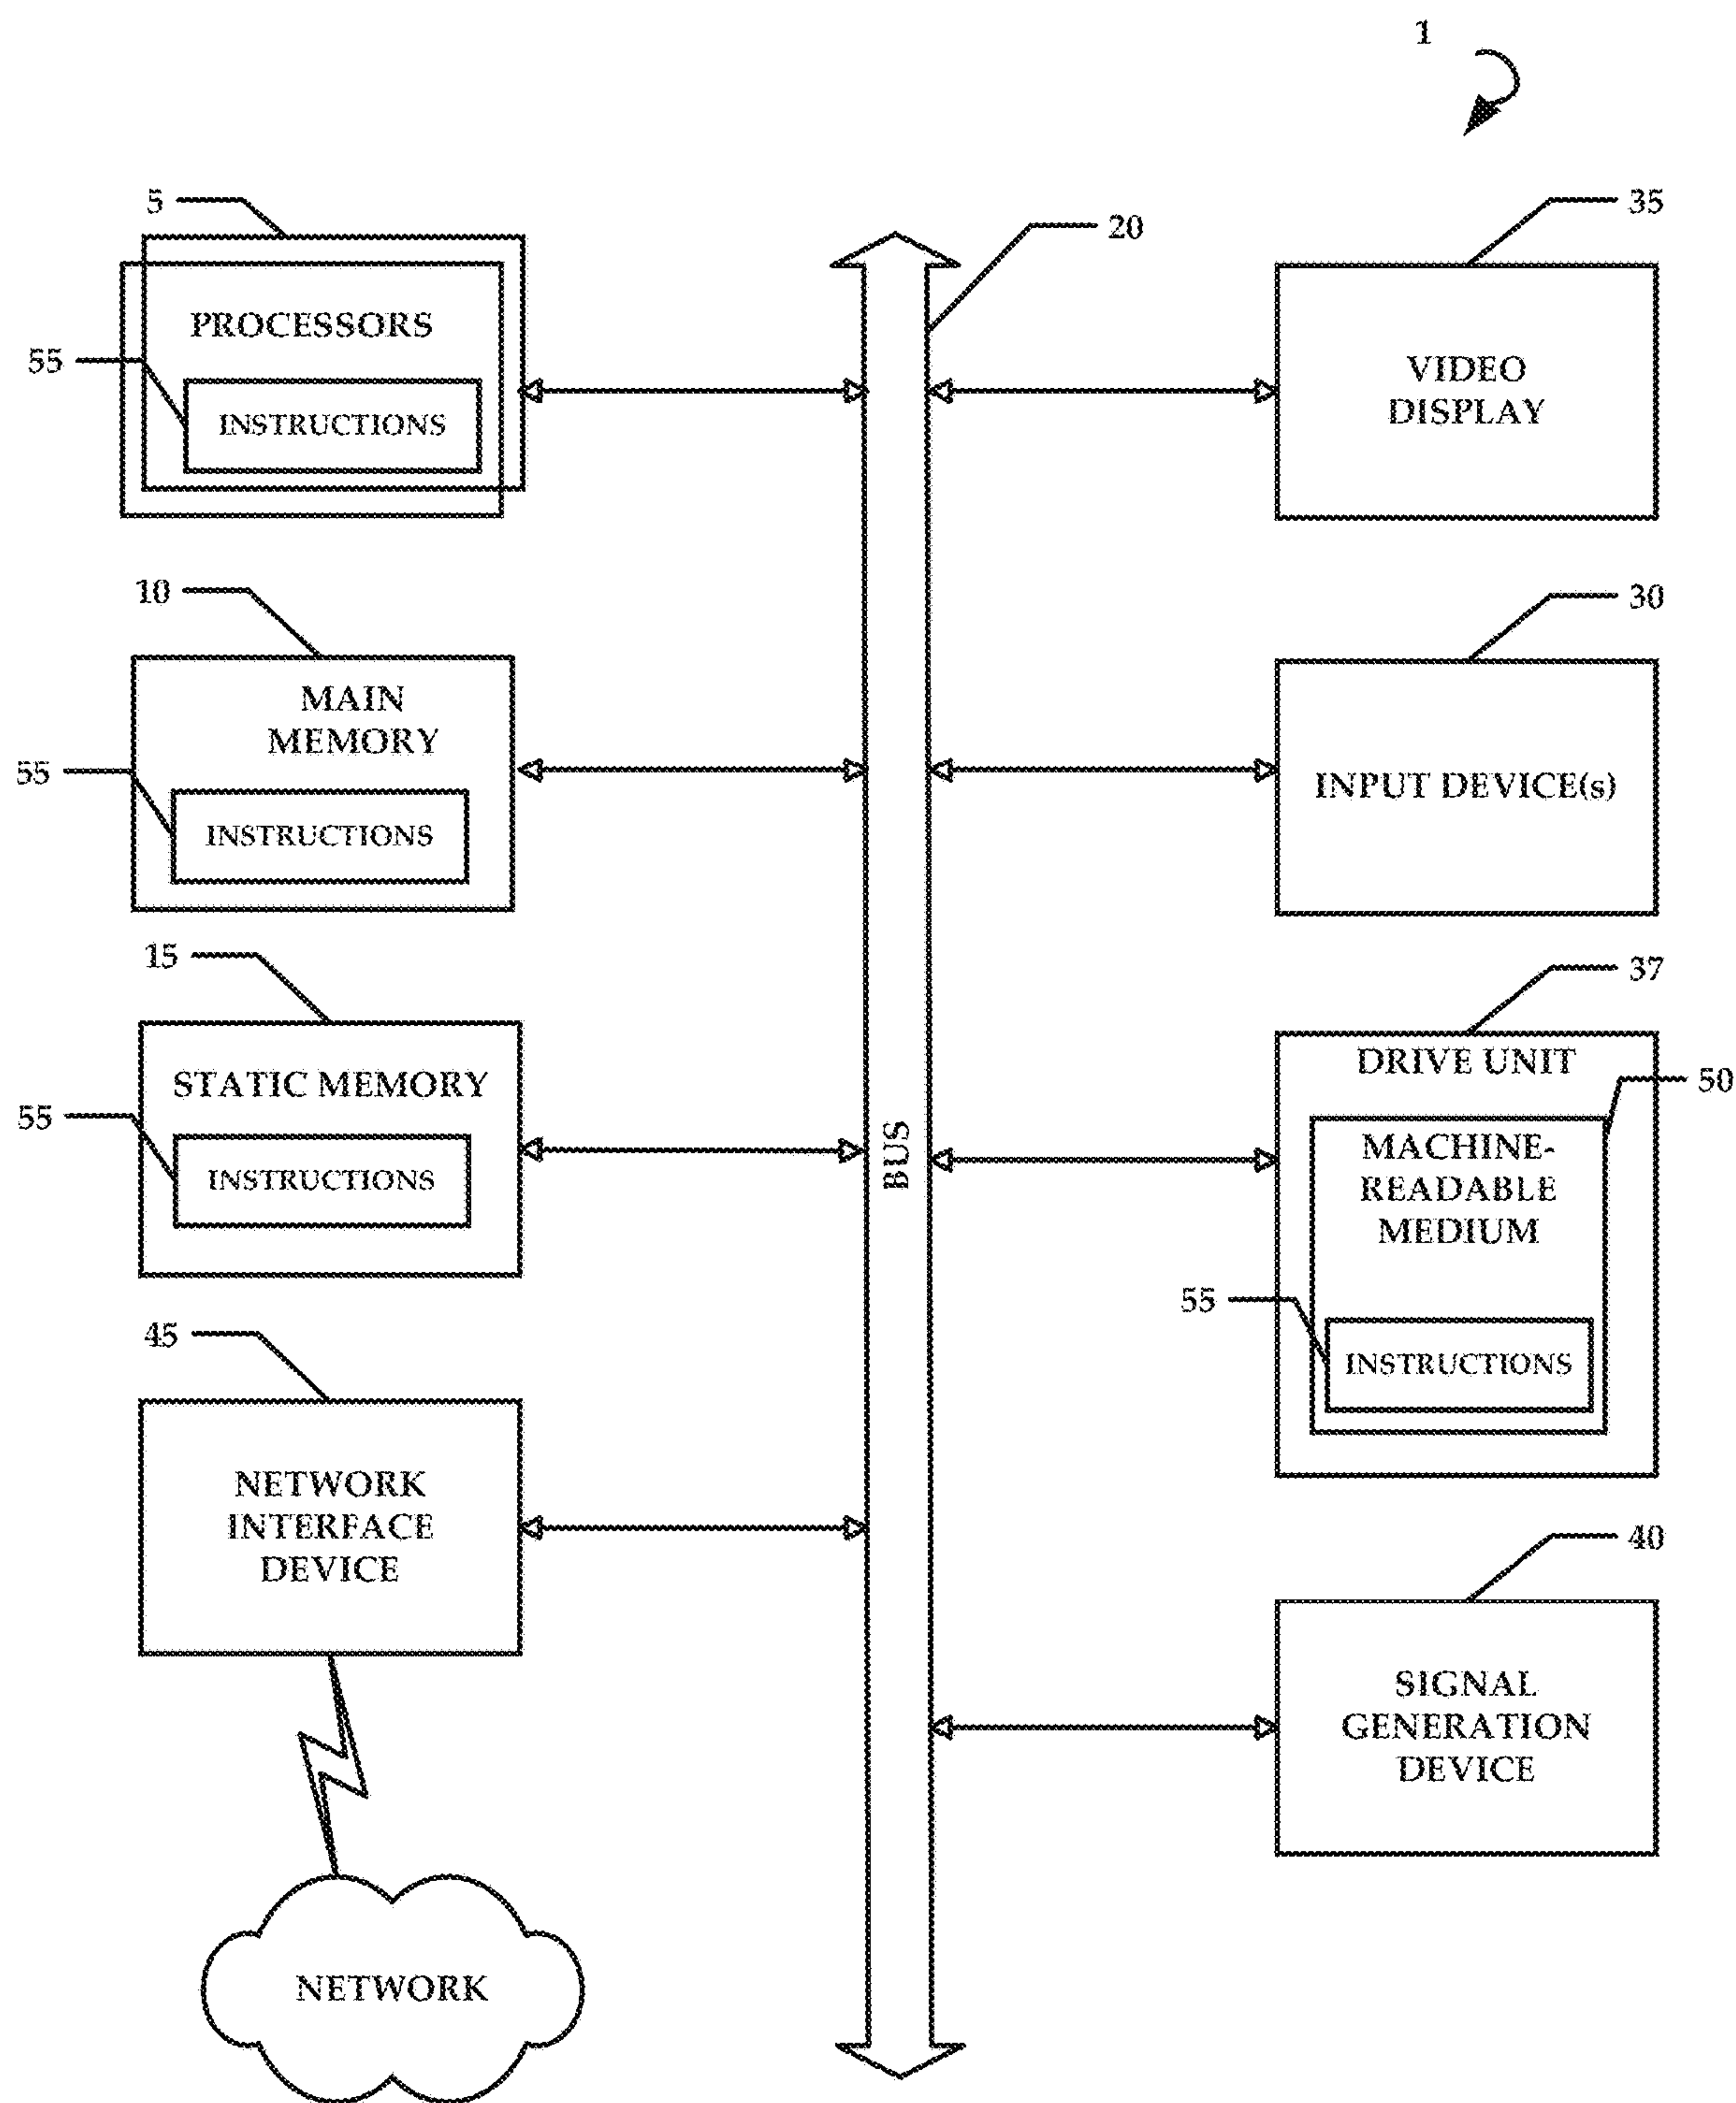 1
5
PROCESSORS
55
INSTRUCTIONS
20
35
VIDEO
DISPLAY
10
MAIN
MEMORY
55
INSTRUCTIONS
30
INPUT DEVICE(s)
15
STATIC MEMORY
55
INSTRUCTIONS
BUS
37
DRIVE UNIT
50
MACHINE-
READABLE
MEDIUM
55
INSTRUCTIONS
45
NETWORK
INTERFACE
DEVICE
40
SIGNAL
GENERATION
DEVICE
NETWORK